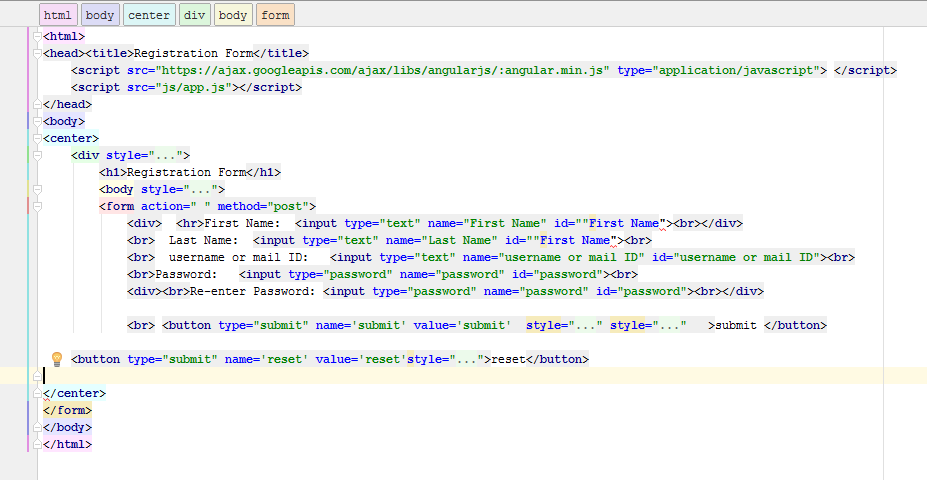 html body center div body form
<html>
<head><title>Registration Form</title>
<script src="https://ajax.googleapis.com/ajax/libs/angularjs/:angular.min.js" type="application/javascript"> </script>
<script src="js/app.js"></script>
</head>
<body>
<center>
<div style="...">
<h1>Registration Form</h1>
<body style="...">
<form action=" " method="post">
<div> <hr>First Name: <input type="text" name="First Name" id=""First Name"><br></div>
<br> Last Name: <input type="text" name="Last Name" id=""First Name"><br>
<br> username or mail ID: <input type="text" name="username or mail ID" id="username or mail ID"><br>
<br>Password: <input type="password" name="password" id="password"><br>
<div><br>Re-enter Password: <input type="password" name="password" id="password"><br></div>
<br> <button type="submit" name='submit' value='submit' style="..." style="..." >submit </button>
<button type="submit" name='reset' value='reset'style="...">reset</button>
</center>
</form>
</body>
</html>